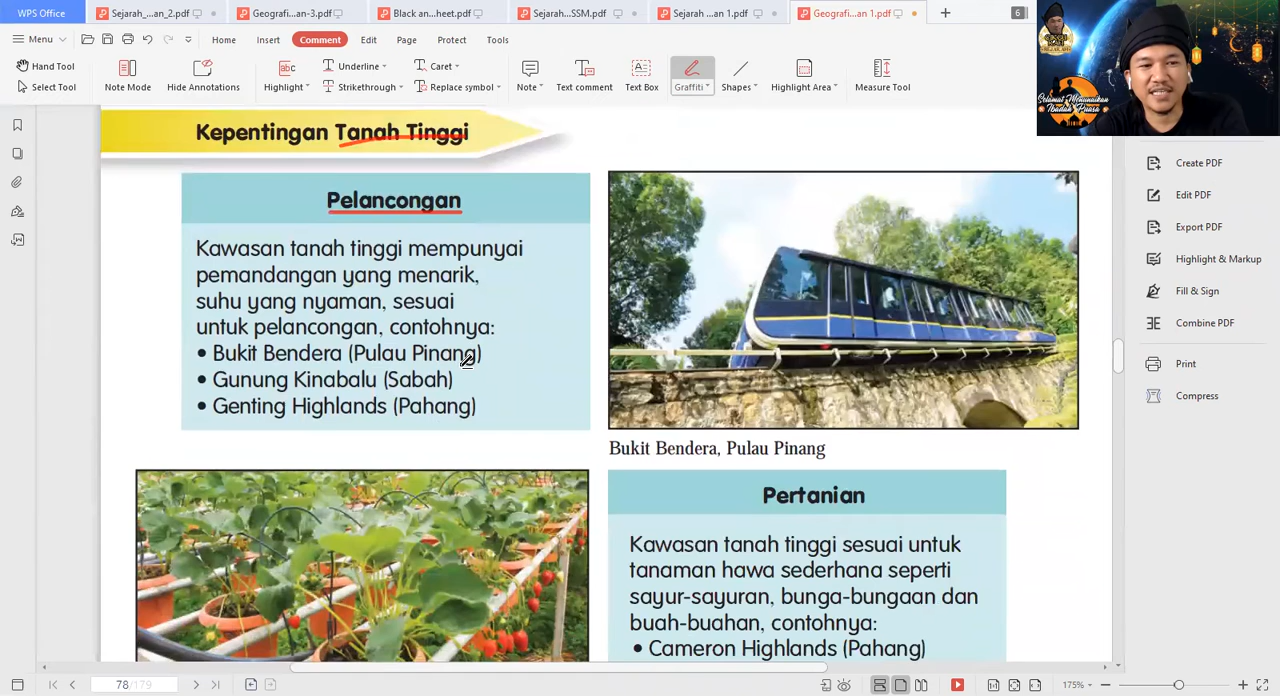 WPS Office
Sejarah_...an_2.pdf
Geografi...an-3.pdf
Black an...heet.pdf
Sejarah...SSM.pdf
Sejarah ...an 1.pdf
Geografi...an 1.pdf
6
Menu
Home
Insert
Comment
Edit
Page
Protect
Tools
Hand Tool
Select Tool
Note Mode
Hide Annotations
Highlight
Underline
Strikethrough
Caret
Replace symbol
Note
Text comment
Text Box
Graffiti
Shapes
Highlight Area
Measure Tool
Selamat Menunaikan
Ibadah Puasa
Kepentingan Tanah Tinggi
Pelancongan
Kawasan tanah tinggi mempunyai
pemandangan yang menarik,
suhu yang nyaman, sesuai
untuk pelancongan, contohnya:
• Bukit Bendera (Pulau Pinang)
• Gunung Kinabalu (Sabah)
• Genting Highlands (Pahang)
Bukit Bendera, Pulau Pinang
Pertanian
Kawasan tanah tinggi sesuai untuk
tanaman hawa sederhana seperti
sayur-sayuran, bunga-bungaan dan
buah-buahan, contohnya:
• Cameron Highlands (Pahang)
Create PDF
Edit PDF
Export PDF
Highlight & Markup
Fill & Sign
Combine PDF
Print
Compress
78/179
175%